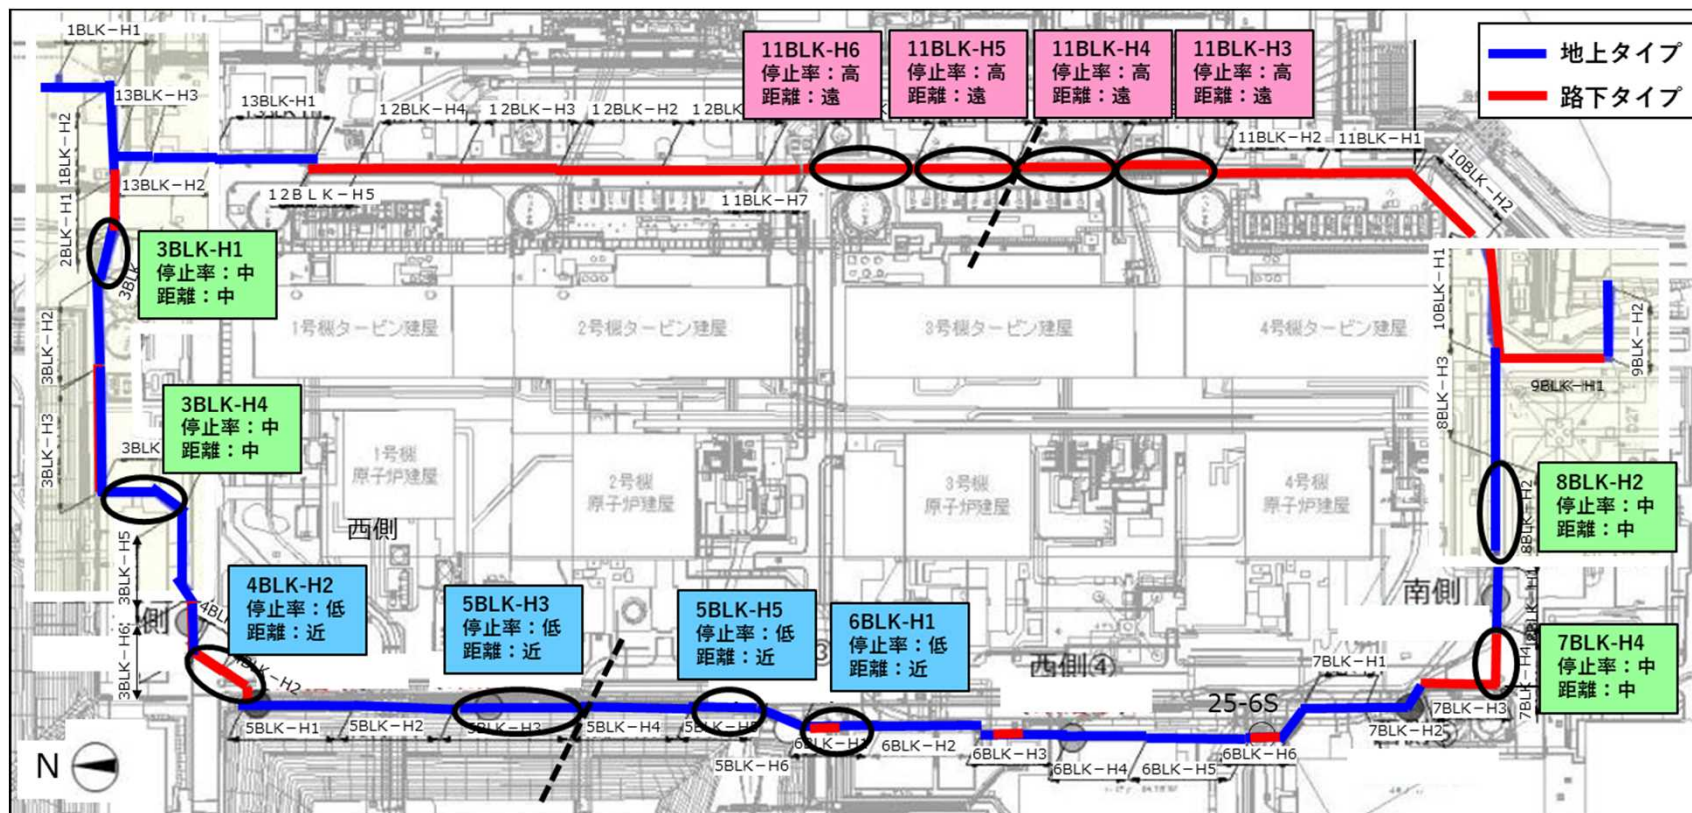 1BLK-H1
11BLK-H6
停止率：高
距離：遠
11BLK-H5
停止率：高
距離：遠
11BLK-H4
停止率：高
距離：遠
11BLK-H3
停止率：高
距離：遠
地上タイプ
路下タイプ
13BLK-H3
13BLK-H1
12BLK-H4
12BLK-H3
12BLK-H2
11BLK-H2
11BLK-H1
10BLK-H2
1BLK-H2
13BLK-H2
12BLK-H5
11BLK-H7
2BLK-H1
3BLK-H1
停止率：中
距離：中
10BLK-H1
1号機タービン建屋
2号機タービン建屋
3号機タービン建屋
4号機タービン建屋
3BLK-H2
9BLK-H2
9BLK-H1
8BLK-H3
3BLK-H4
停止率：中
距離：中
3BLK-H3
1号機
原子炉建屋
2号機
原子炉建屋
3号機
原子炉建屋
4号機
原子炉建屋
8BLK-H2
停止率：中
距離：中
8BLK-H2
西側
3BLK-H5
4BLK-H2
停止率：低
距離：近
5BLK-H3
停止率：低
距離：近
5BLK-H5
停止率：低
距離：近
6BLK-H1
停止率：低
距離：近
南側
8BLK-H1
側
3BLK-H6
西側④
7BLK-H4
停止率：中
距離：中
7BLK-H1
7BLK-H4
25-6S
5BLK-H1
5BLK-H2
5BLK-H3
5BLK-H4
5BLK-H5
5BLK-H6
6BLK-H1
6BLK-H2
6BLK-H3
6BLK-H4
6BLK-H5
6BLK-H6
7BLK-H2
7BLK-H3
N